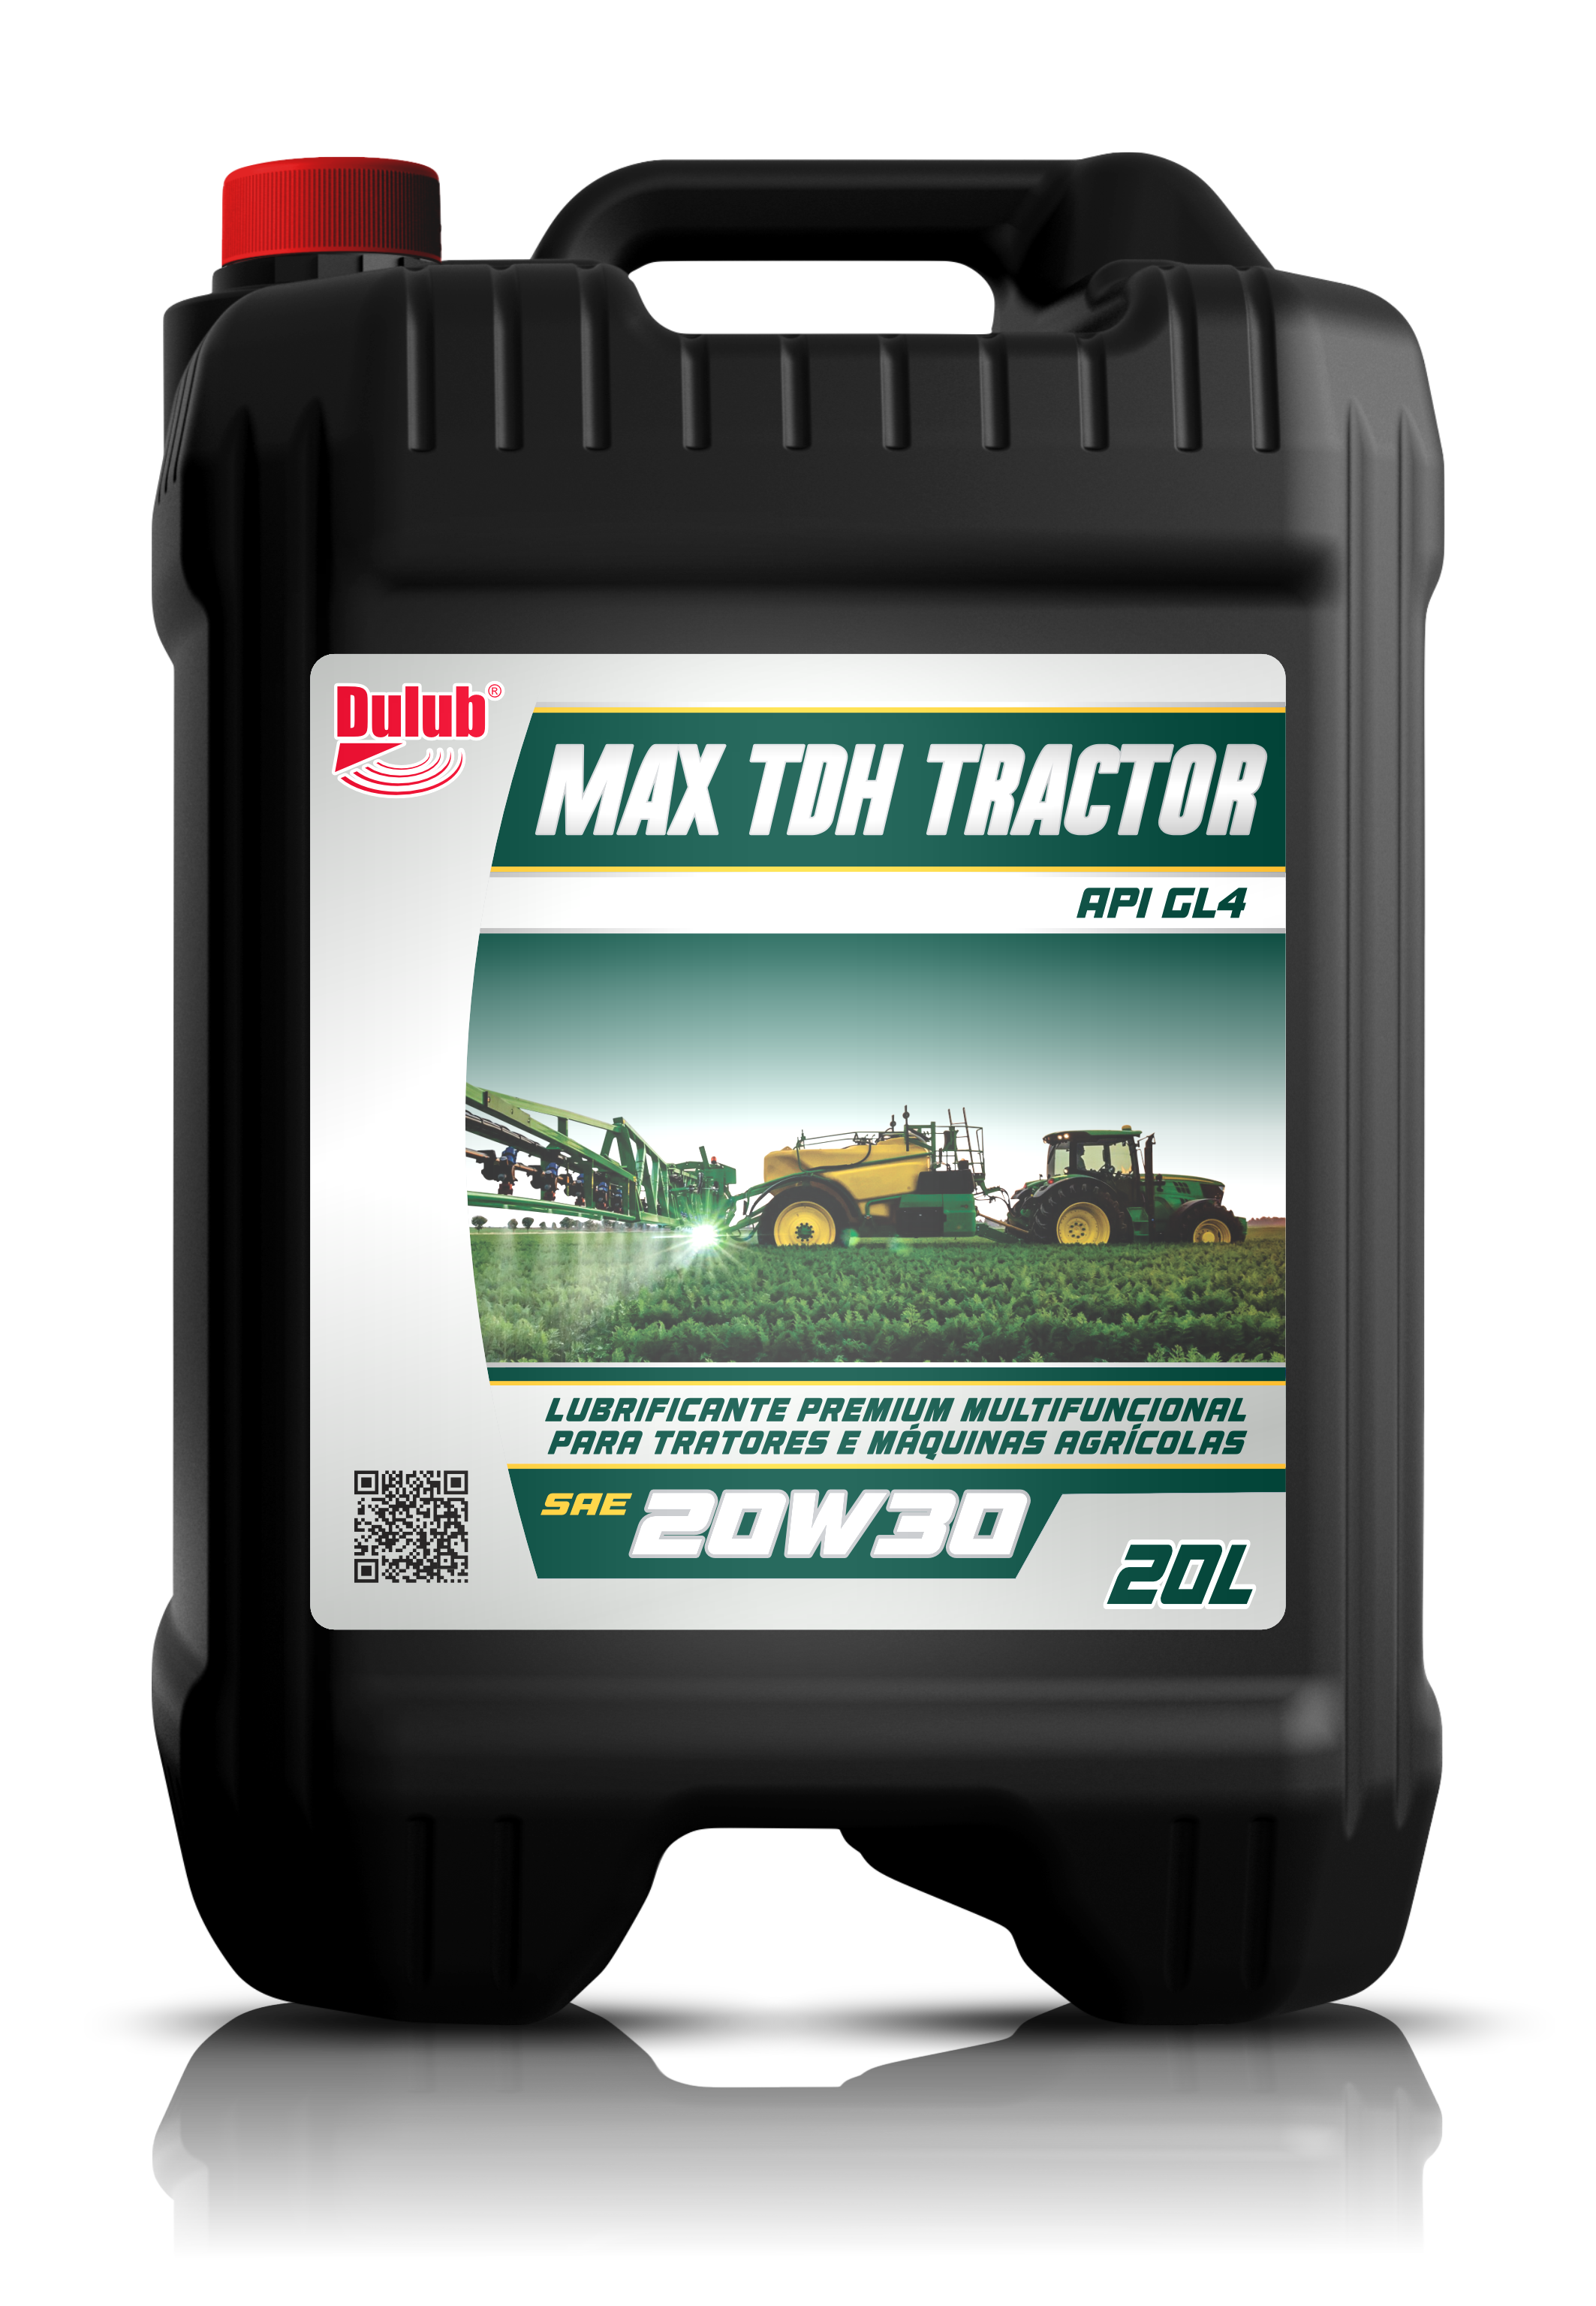 Dulub®
MAX TDH TRACTOR
API GL4
LUBRIFICANTE PREMIUM MULTIFUNCIONAL
PARA TRATORES E MÁQUINAS AGRÍCOLAS
SAE 20W30
20L